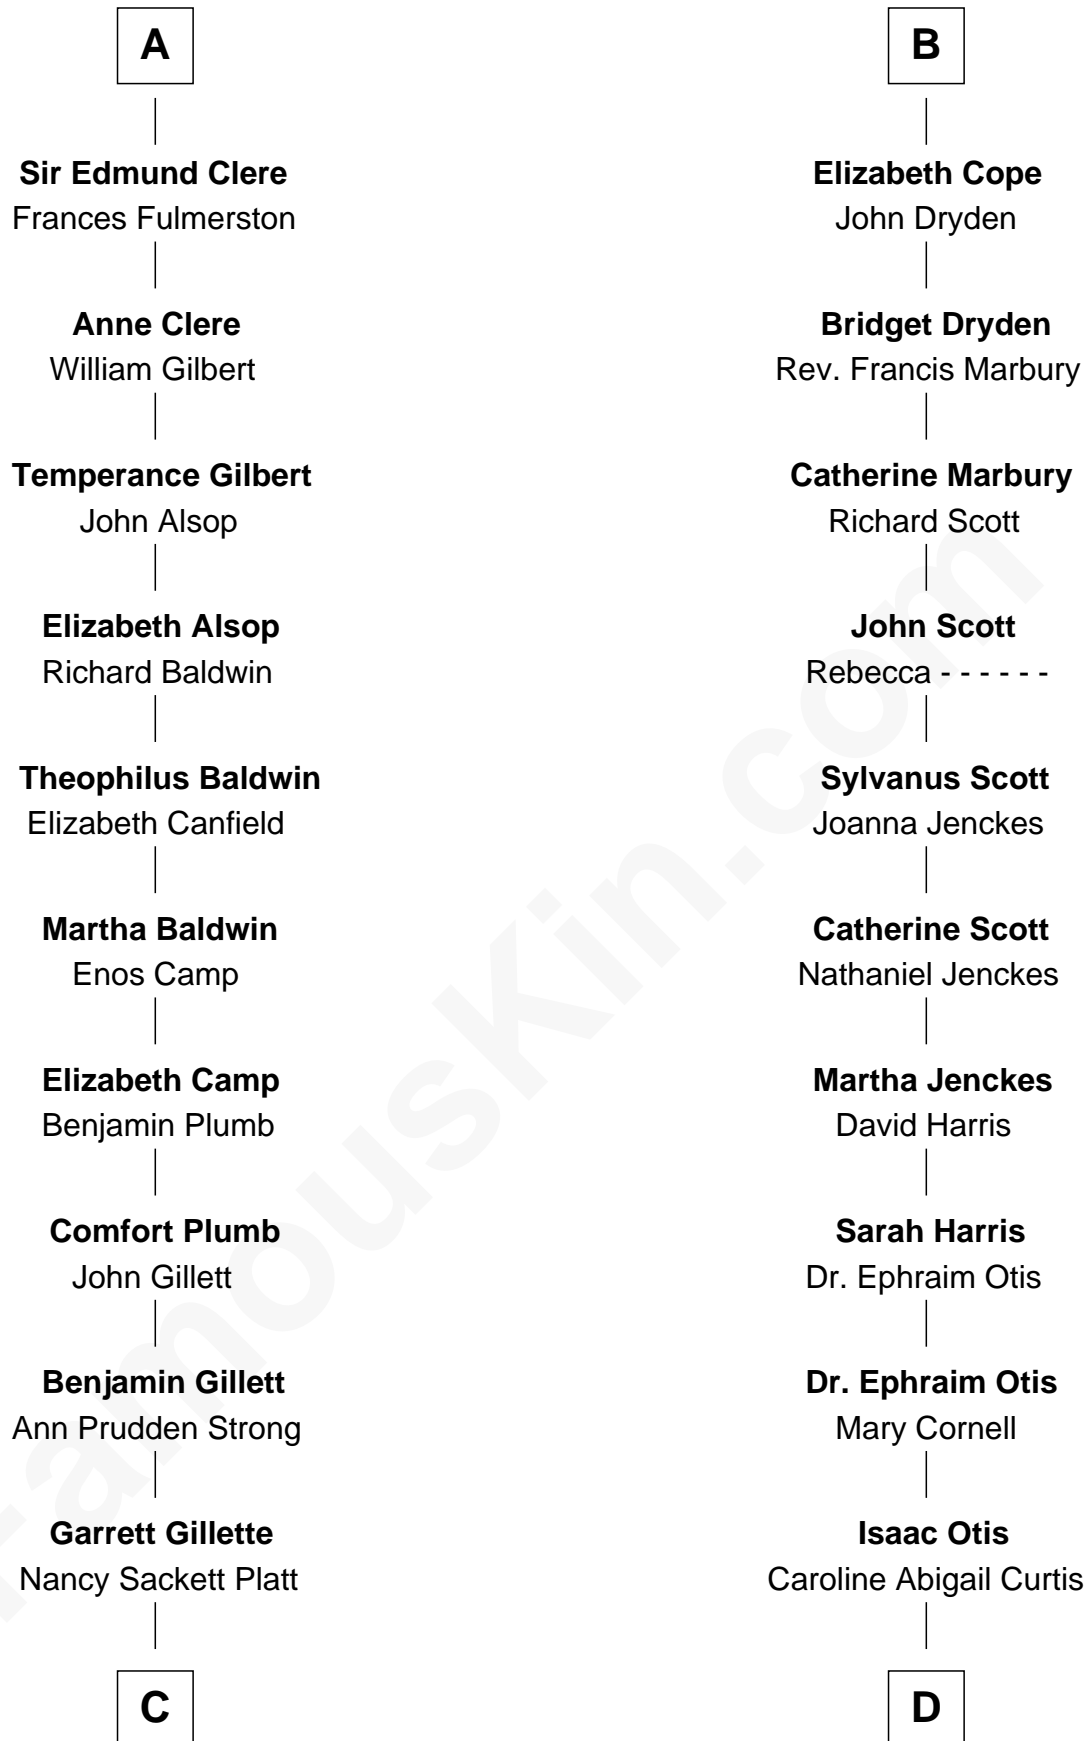 A
Sir Edmund Clere
Frances Fulmerston
Anne Clere
William Gilbert
Temperance Gilbert
John Alsop
Elizabeth Alsop
Richard Baldwin
Theophilus Baldwin
Elizabeth Canfield
Martha Baldwin
Enos Camp
Elizabeth Camp
Benjamin Plumb
Comfort Plumb
John Gillett
Benjamin Gillett
Ann Prudden Strong
Garrett Gillette
Nancy Sackett Platt
C
B
Elizabeth Cope
John Dryden
Bridget Dryden
Rev. Francis Marbury
Catherine Marbury
Richard Scott
John Scott
Rebecca - - - - - -
Sylvanus Scott
Joanna Jenckes
Catherine Scott
Nathaniel Jenckes
Martha Jenckes
David Harris
Sarah Harris
Dr. Ephraim Otis
Dr. Ephraim Otis
Mary Cornell
Isaac Otis
Caroline Abigail Curtis
D
FamousKin.com